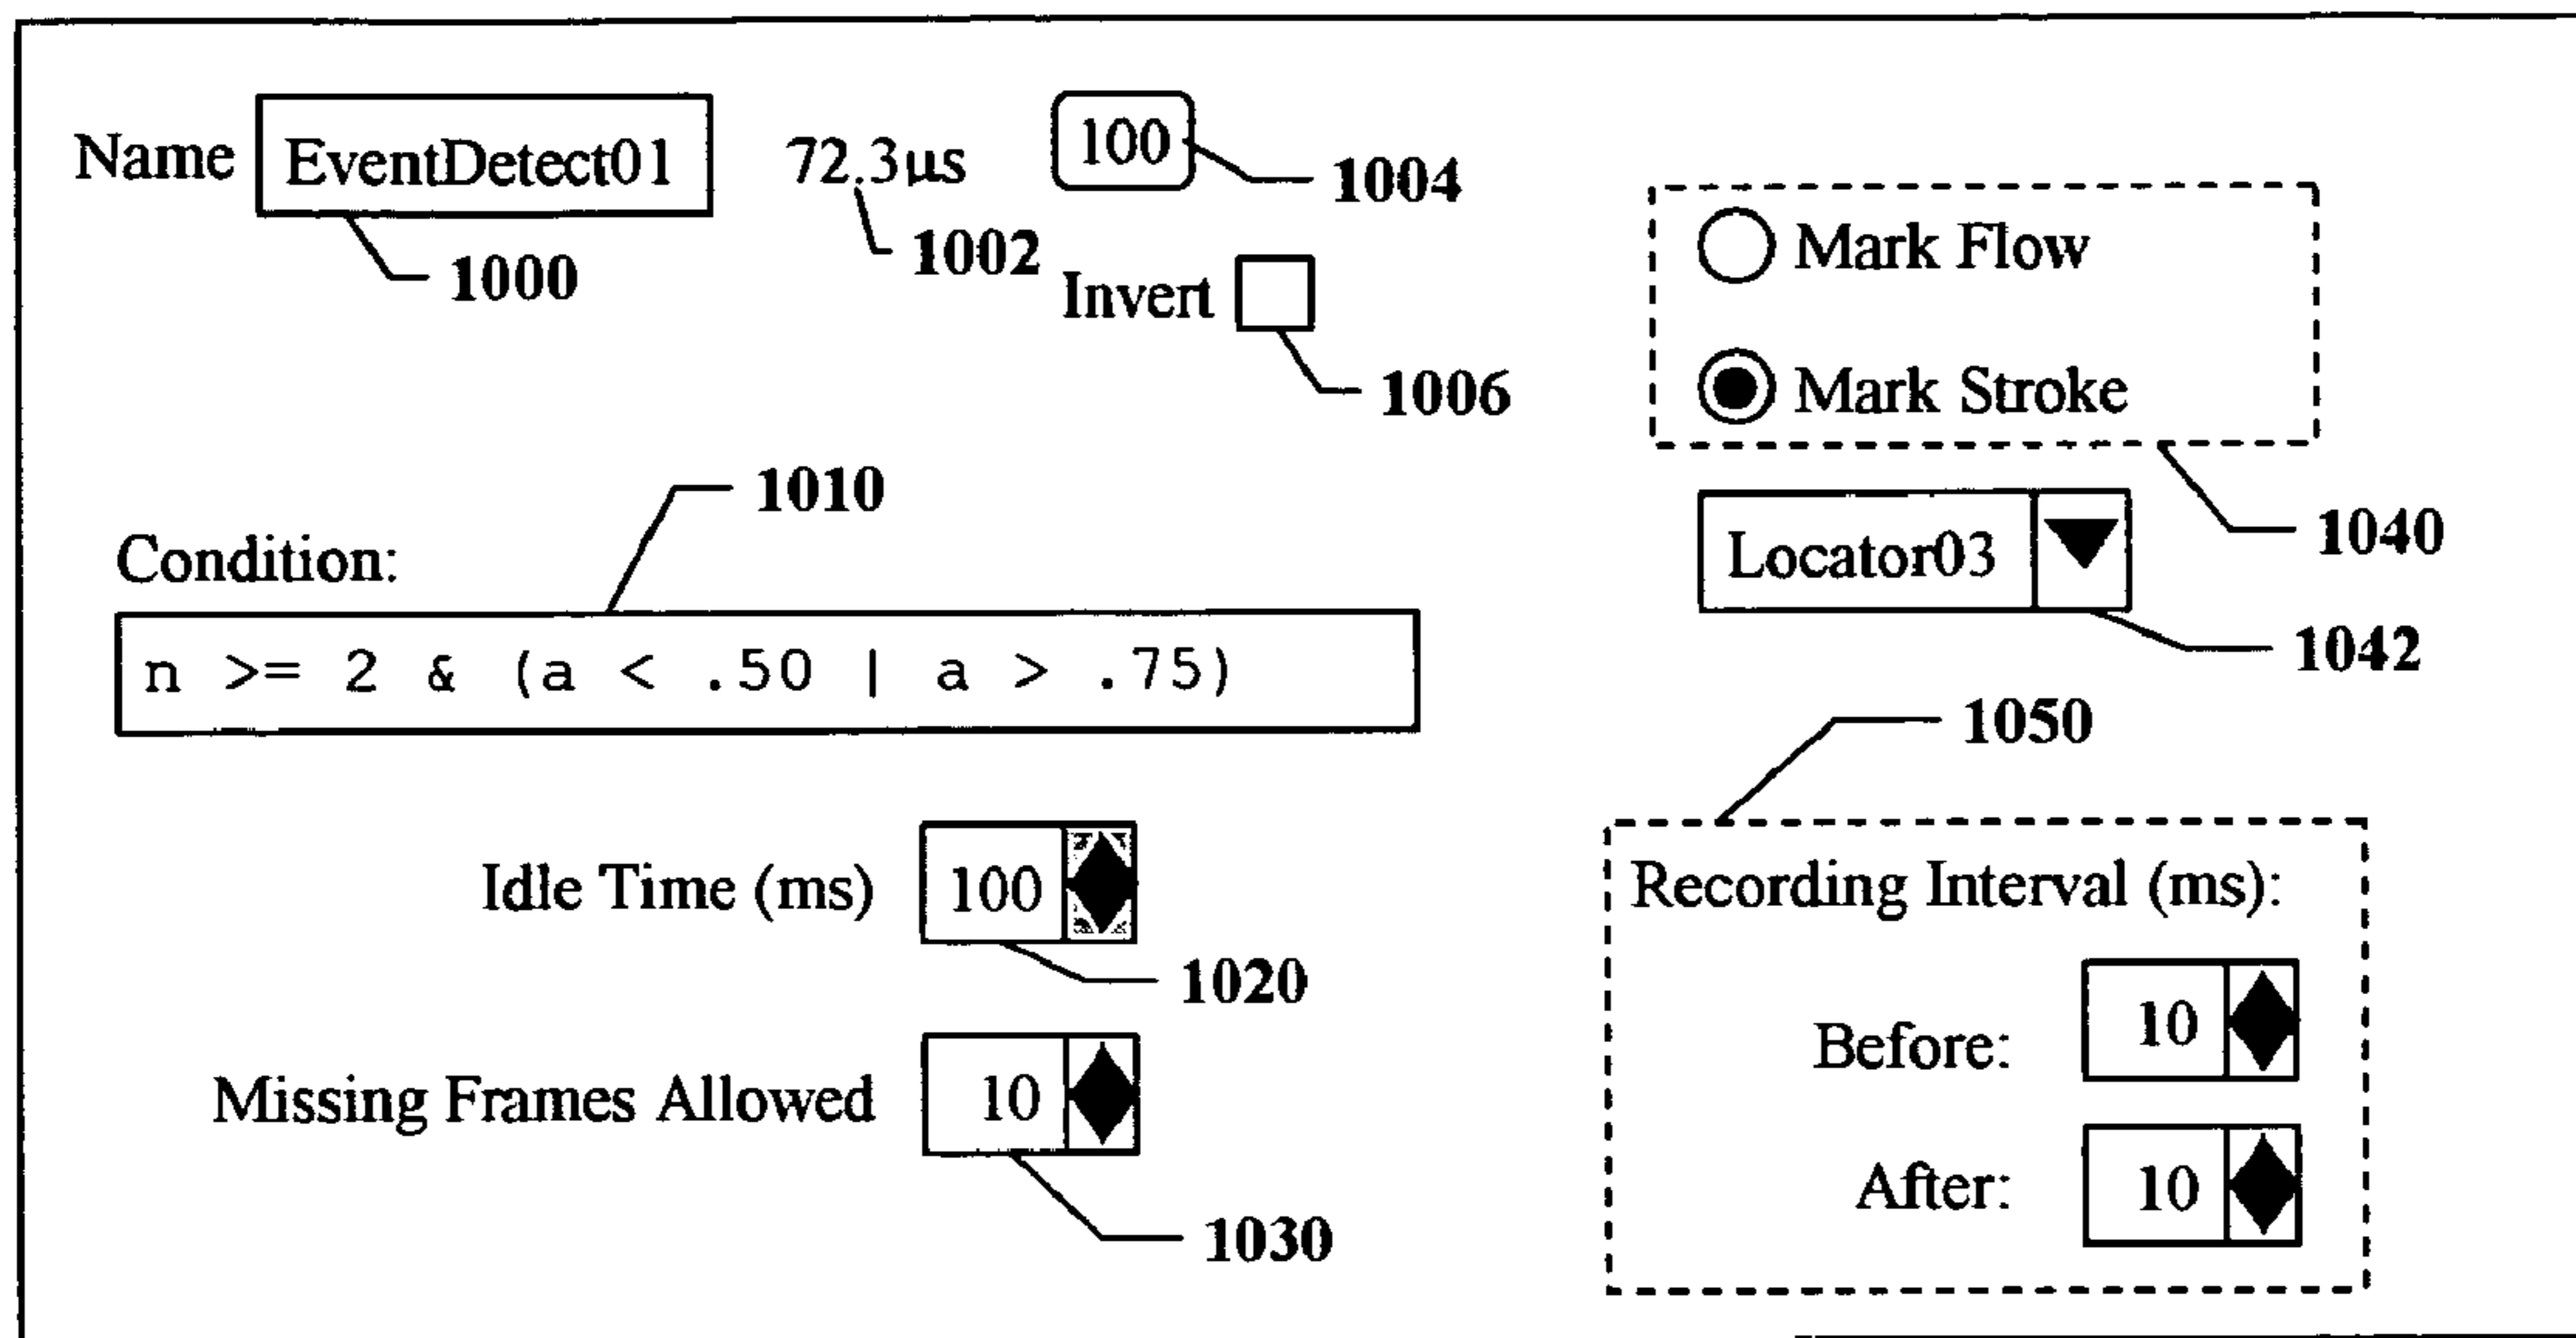 Name EventDetect01 72.3µs 100
1004
1002
1000
Invert
1006
Mark Flow
Mark Stroke
1040
1010
Locator03
1042
Condition:
n >= 2 & (a < .50 | a > .75)
1050
Idle Time (ms) 100
1020
Missing Frames Allowed 10
1030
Recording Interval (ms):
Before: 10
After: 10